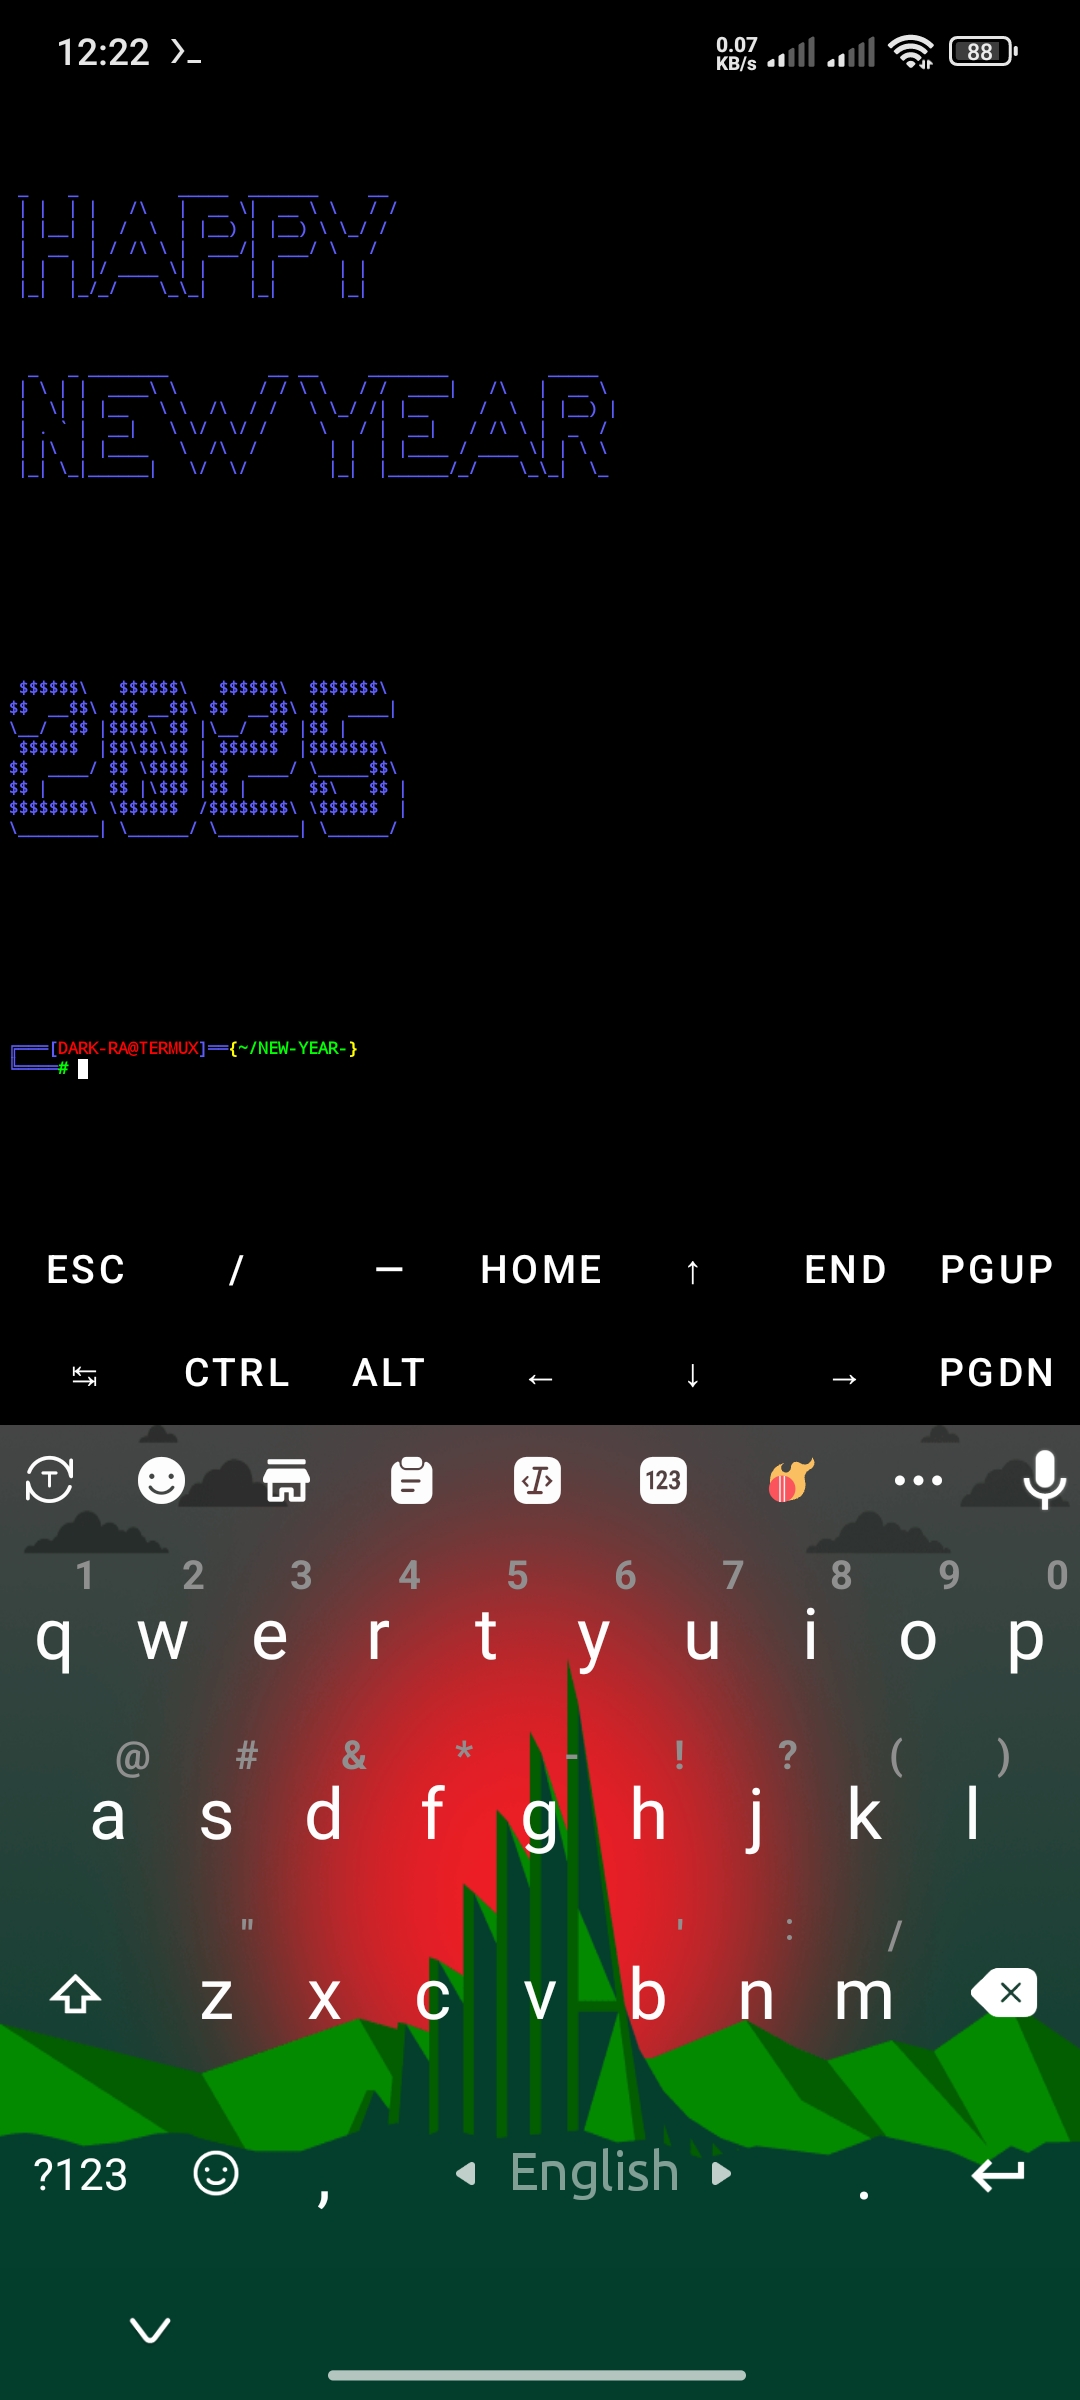 12:22
0.07 KB/s 88
HAPPY
NEW YEAR
2025
[DARK-RA@TERMUX]══{~/NEW-YEAR-}
#
ESC / — HOME ↑ END PGUP
↹ CTRL ALT ← ↓ → PGDN
T 123
1 2 3 4 5 6 7 8 9 0
q w e r t y u i o p
@ # & * - ! ? ( )
a s d f g h j k l
" ' : /
z x c v b n m
?123 , English .